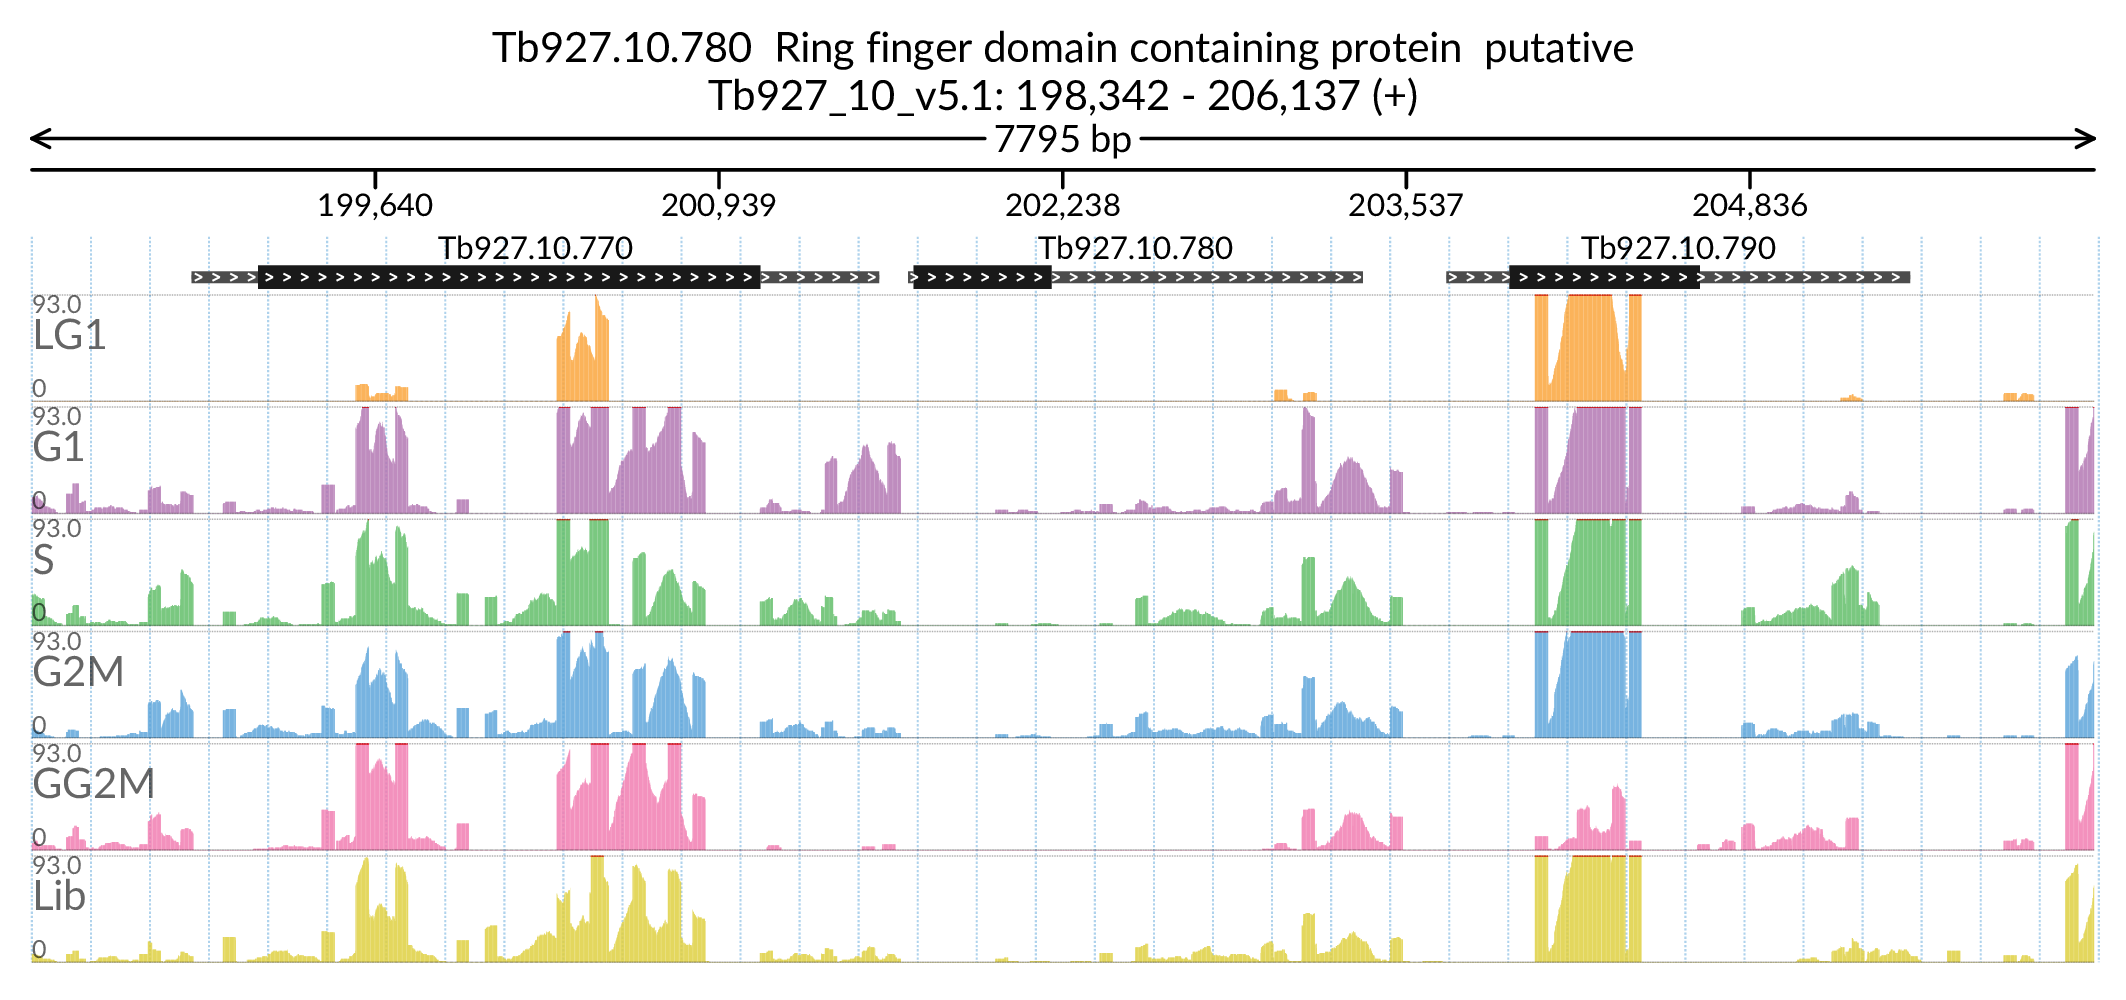 Tb927.10.780  Ring finger domain containing protein  putative
Tb927_10_v5.1: 198,342 - 206,137 (+)
7795 bp
199,640 200,939 202,238 203,537 204,836
Tb927.10.770 Tb927.10.780 Tb927.10.790
93.0
LG1
0
93.0
G1
0
93.0
S
0
93.0
G2M
0
93.0
GG2M
0
93.0
Lib
0